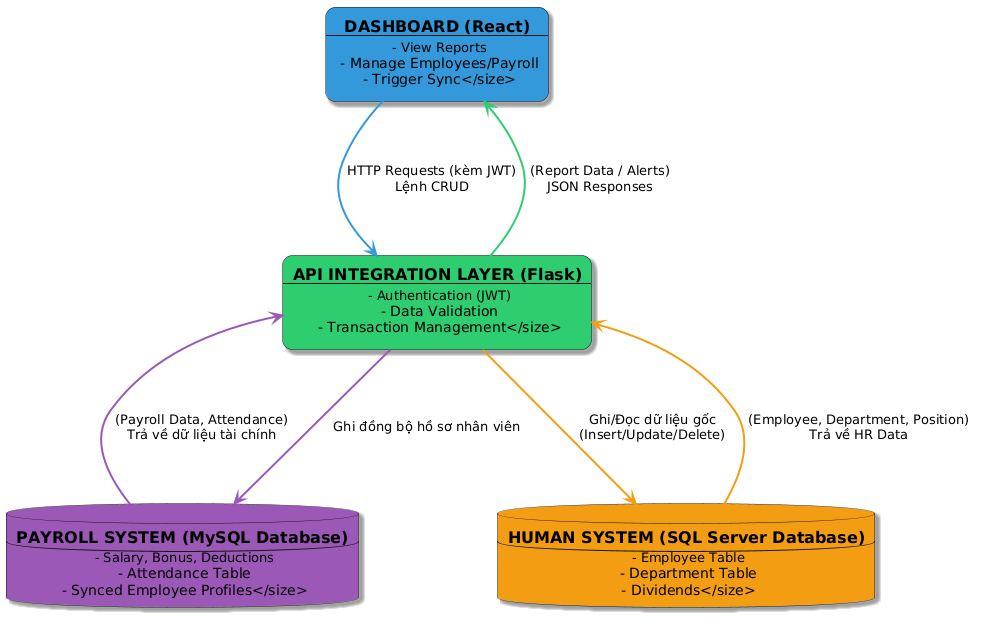 DASHBOARD (React)
- View Reports
- Manage Employees/Payroll
- Trigger Sync</size>
HTTP Requests (kèm JWT)
Lệnh CRUD
(Report Data / Alerts)
JSON Responses
API INTEGRATION LAYER (Flask)
- Authentication (JWT)
- Data Validation
- Transaction Management</size>
(Payroll Data, Attendance)
Trả về dữ liệu tài chính
Ghi đồng bộ hồ sơ nhân viên
Ghi/Đọc dữ liệu gốc
(Insert/Update/Delete)
(Employee, Department, Position)
Trả về HR Data
PAYROLL SYSTEM (MySQL Database)
- Salary, Bonus, Deductions
- Attendance Table
- Synced Employee Profiles</size>
HUMAN SYSTEM (SQL Server Database)
- Employee Table
- Department Table
- Dividends</size>